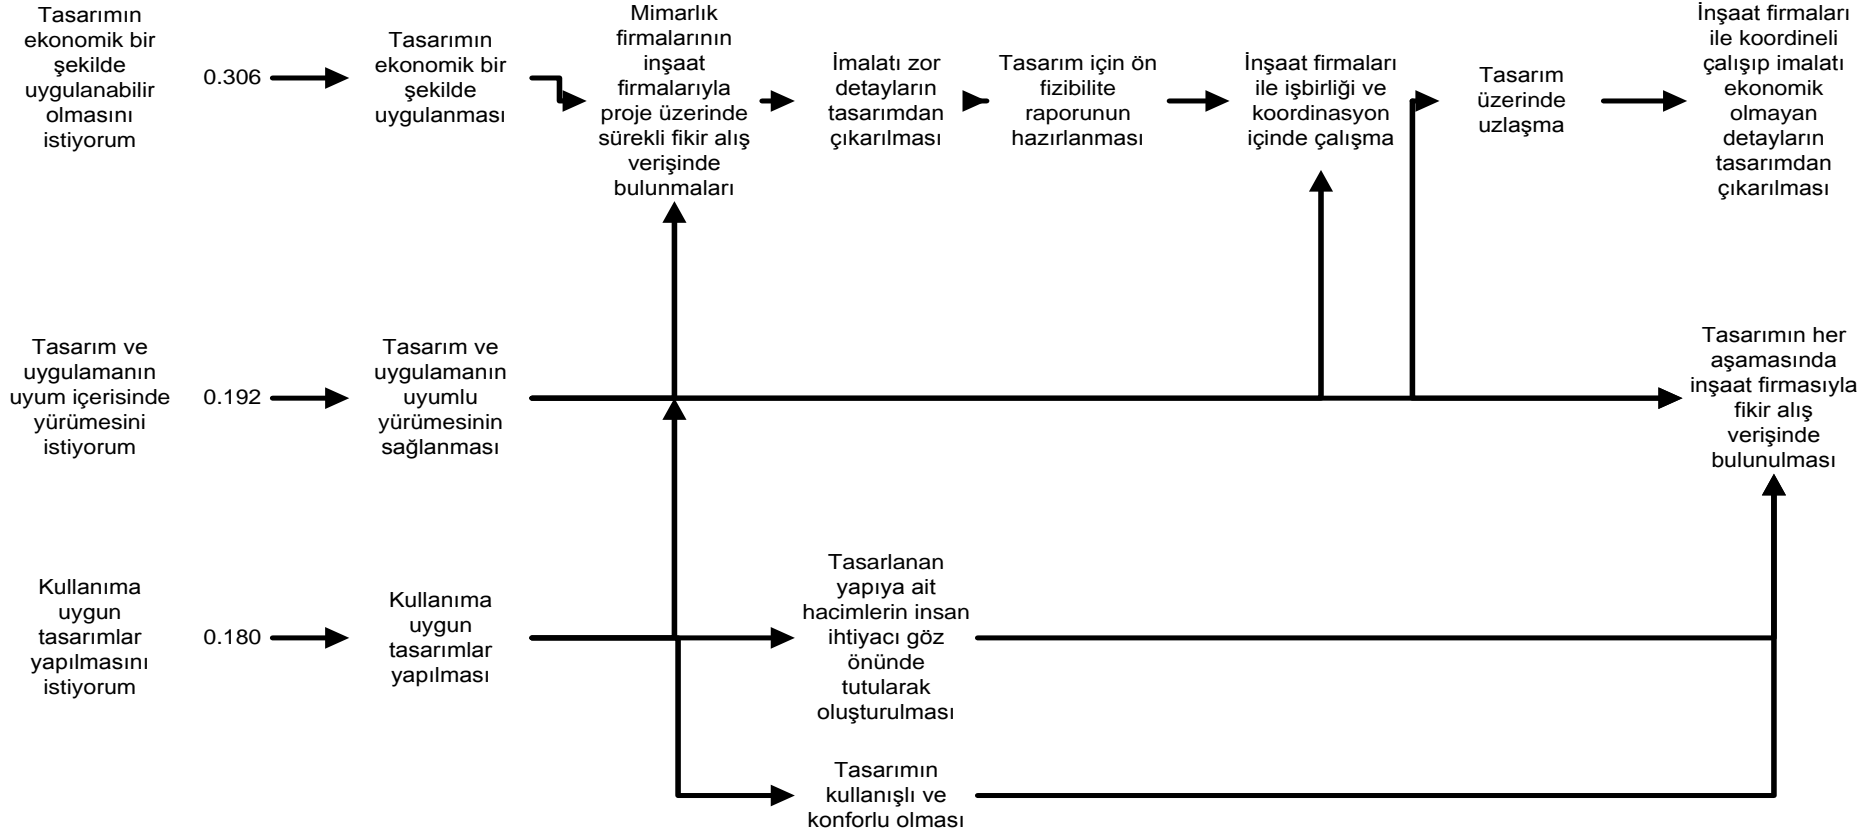 Tasarımın
ekonomik bir
şekilde
uygulanabilir
olmasını
istiyorum
0.306
Tasarımın
ekonomik bir
şekilde
uygulanması
Mimarlık
firmalarının
inşaat
firmalarıyla
proje üzerinde
sürekli fikir alış
verişinde
bulunmaları
İmalatı zor
detayların
tasarımdan
çıkarılması
Tasarım için ön
fizibilite
raporunun
hazırlanması
İnşaat firmaları
ile işbirliği ve
koordinasyon
içinde çalışma
Tasarım
üzerinde
uzlaşma
İnşaat firmaları
ile koordineli
çalışıp imalatı
ekonomik
olmayan
detayların
tasarımdan
çıkarılması
Tasarım ve
uygulamanın
uyum içerisinde
yürümesini
istiyorum
0.192
Tasarım ve
uygulamanın
uyumlu
yürümesinin
sağlanması
Tasarımın her
aşamasında
inşaat firmasıyla
fikir alış
verişinde
bulunulması
Kullanıma
uygun
tasarımlar
yapılmasını
istiyorum
0.180
Kullanıma
uygun
tasarımlar
yapılması
Tasarlanan
yapıya ait
hacimlerin insan
ihtiyacı göz
önünde
tutularak
oluşturulması
Tasarımın
kullanışlı ve
konforlu olması